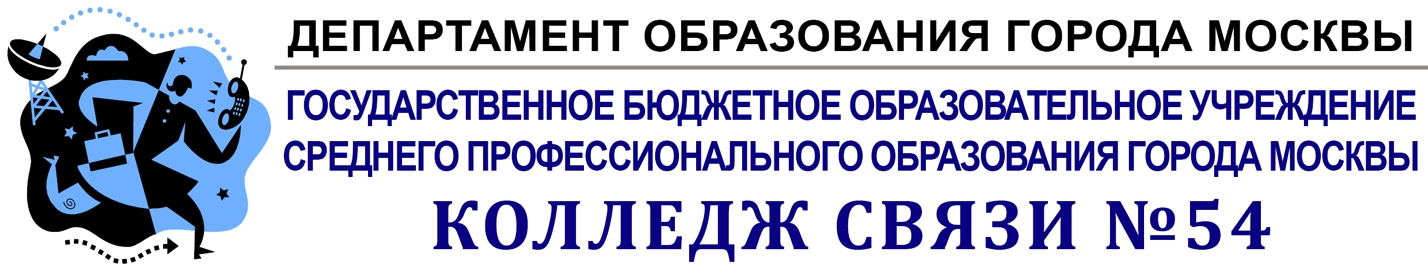 ДЕПАРТАМЕНТ ОБРАЗОВАНИЯ ГОРОДА МОСКВЫ
ГОСУДАРСТВЕННОЕ БЮДЖЕТНОЕ ОБРАЗОВАТЕЛЬНОЕ УЧРЕЖДЕНИЕ
СРЕДНЕГО ПРОФЕССИОНАЛЬНОГО ОБРАЗОВАНИЯ ГОРОДА МОСКВЫ
КОЛЛЕДЖ СВЯЗИ №54